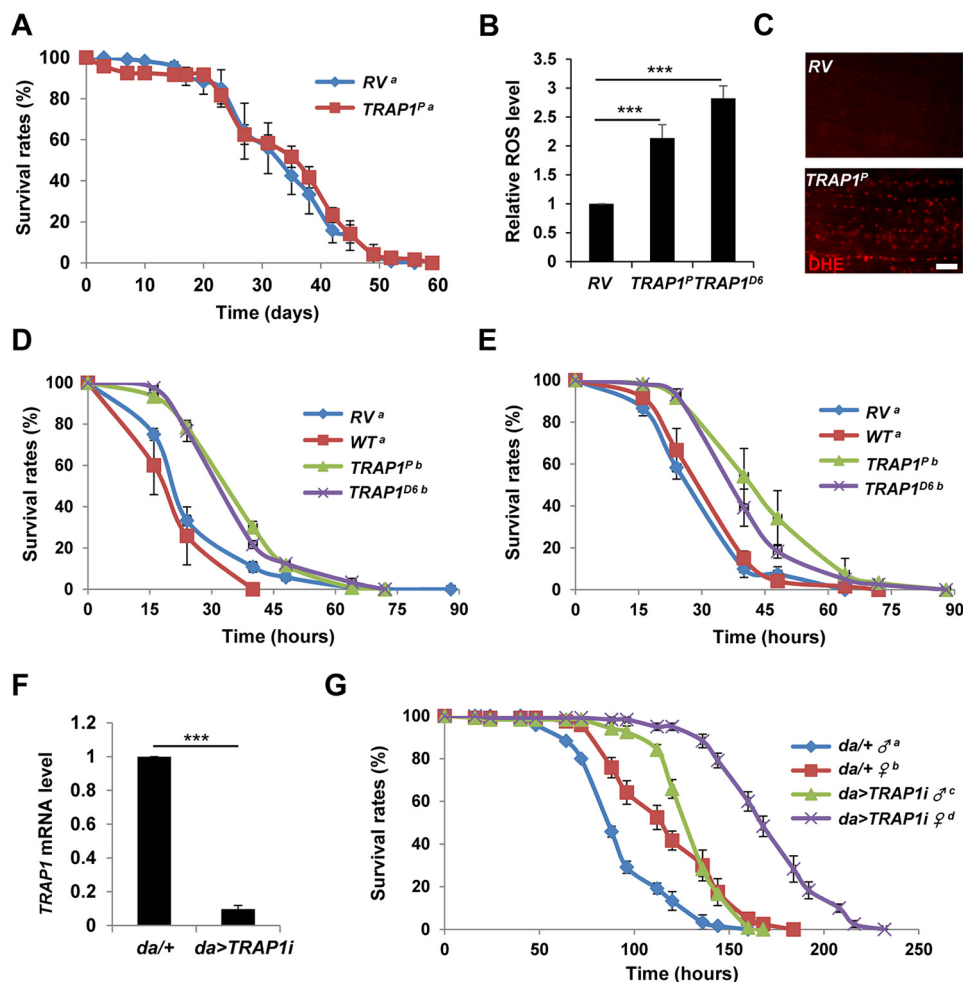 A
Survival rates (%)
100
80
60
40
20
0
0 10 20 30 40 50 60
Time (days)
RV a
TRAP1P a
B
Relative ROS level
3.5
3
2.5
2
1.5
1
0.5
0
***
***
RV TRAP1P TRAP1D6
C
RV
TRAP1P
DHE
D
Survival rates (%)
100
80
60
40
20
0
0 15 30 45 60 75 90
Time (hours)
RV a
WT a
TRAP1P b
TRAP1D6 b
E
Survival rates (%)
100
80
60
40
20
0
0 15 30 45 60 75 90
Time (hours)
RV a
WT a
TRAP1P b
TRAP1D6 b
F
TRAP1 mRNA level
1.2
1
0.8
0.6
0.4
0.2
0
***
da/+ da>TRAP1i
G
Survival rates (%)
100
90
80
70
60
50
40
30
20
10
0
0 50 100 150 200 250
Time (hours)
da/+ ♂ a
da/+ ♀ b
da>TRAP1i ♂ c
da>TRAP1i ♀ d